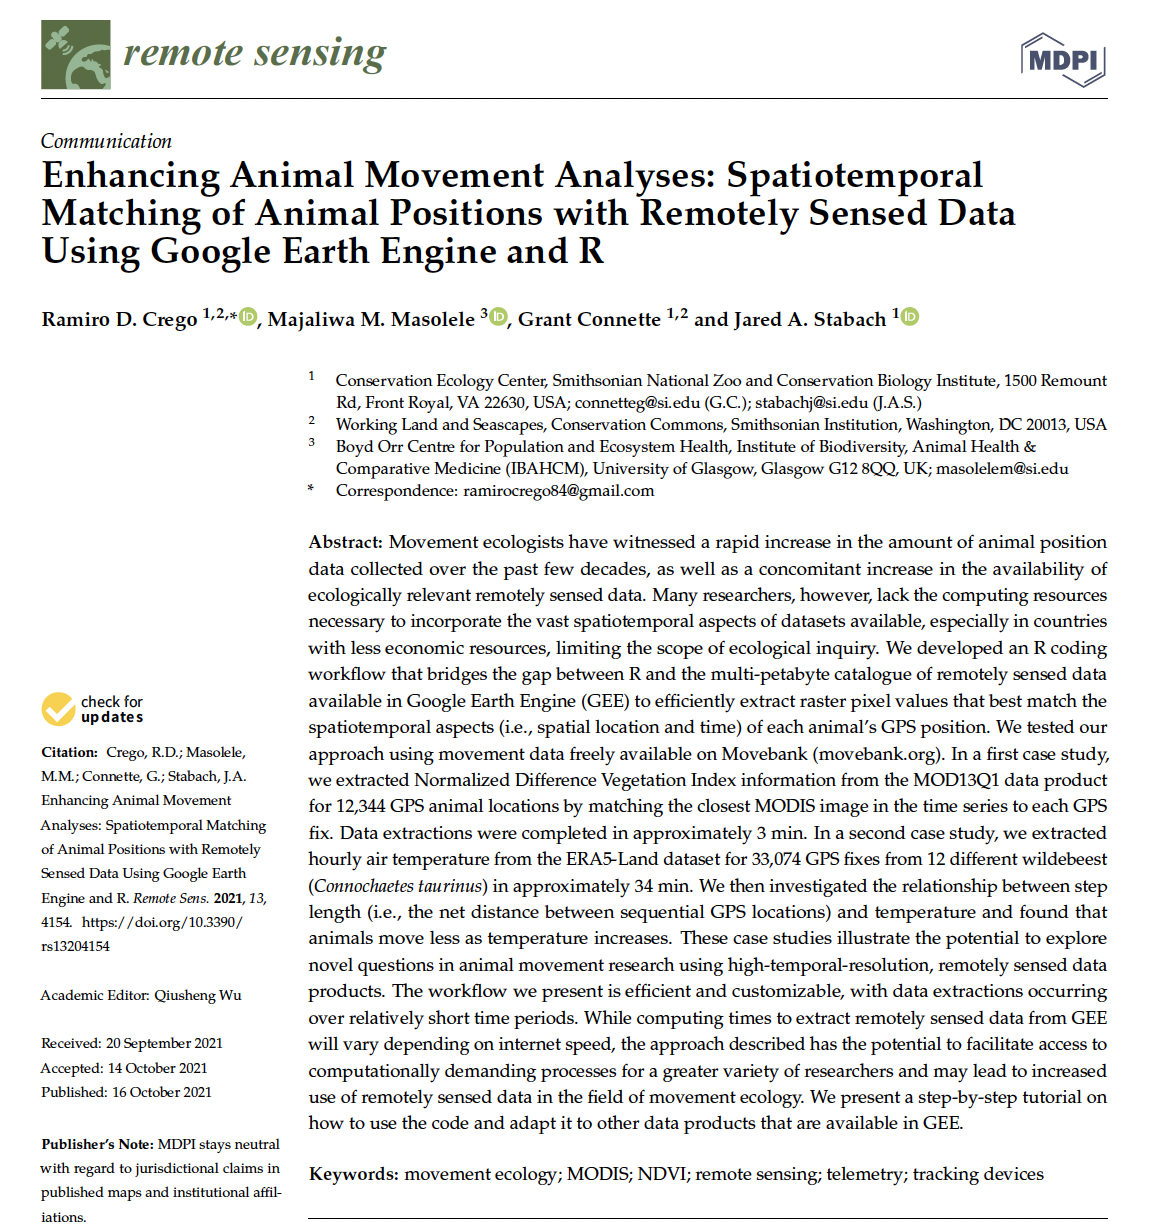 remote sensing
MDPI
Communication
Enhancing Animal Movement Analyses: Spatiotemporal
Matching of Animal Positions with Remotely Sensed Data
Using Google Earth Engine and R
Ramiro D. Crego 1,2,* iD, Majaliwa M. Masolele 3 iD, Grant Connette 1,2 and Jared A. Stabach 1 iD
1 Conservation Ecology Center, Smithsonian National Zoo and Conservation Biology Institute, 1500 Remount
Rd, Front Royal, VA 22630, USA; connetteg@si.edu (G.C.); stabachj@si.edu (J.A.S.)
2 Working Land and Seascapes, Conservation Commons, Smithsonian Institution, Washington, DC 20013, USA
3 Boyd Orr Centre for Population and Ecosystem Health, Institute of Biodiversity, Animal Health &
Comparative Medicine (IBAHCM), University of Glasgow, Glasgow G12 8QQ, UK; masolelem@si.edu
* Correspondence: ramirocrego84@gmail.com
Abstract: Movement ecologists have witnessed a rapid increase in the amount of animal position
data collected over the past few decades, as well as a concomitant increase in the availability of
ecologically relevant remotely sensed data. Many researchers, however, lack the computing resources
necessary to incorporate the vast spatiotemporal aspects of datasets available, especially in countries
with less economic resources, limiting the scope of ecological inquiry. We developed an R coding
workflow that bridges the gap between R and the multi-petabyte catalogue of remotely sensed data
available in Google Earth Engine (GEE) to efficiently extract raster pixel values that best match the
spatiotemporal aspects (i.e., spatial location and time) of each animal's GPS position. We tested our
approach using movement data freely available on Movebank (movebank.org). In a first case study,
we extracted Normalized Difference Vegetation Index information from the MOD13Q1 data product
for 12,344 GPS animal locations by matching the closest MODIS image in the time series to each GPS
fix. Data extractions were completed in approximately 3 min. In a second case study, we extracted
hourly air temperature from the ERA5-Land dataset for 33,074 GPS fixes from 12 different wildebeest
(Connochaetes taurinus) in approximately 34 min. We then investigated the relationship between step
length (i.e., the net distance between sequential GPS locations) and temperature and found that
animals move less as temperature increases. These case studies illustrate the potential to explore
novel questions in animal movement research using high-temporal-resolution, remotely sensed data
products. The workflow we present is efficient and customizable, with data extractions occurring
over relatively short time periods. While computing times to extract remotely sensed data from GEE
will vary depending on internet speed, the approach described has the potential to facilitate access to
computationally demanding processes for a greater variety of researchers and may lead to increased
use of remotely sensed data in the field of movement ecology. We present a step-by-step tutorial on
how to use the code and adapt it to other data products that are available in GEE.
Keywords: movement ecology; MODIS; NDVI; remote sensing; telemetry; tracking devices
check for
updates
Citation: Crego, R.D.; Masolele,
M.M.; Connette, G.; Stabach, J.A.
Enhancing Animal Movement
Analyses: Spatiotemporal Matching
of Animal Positions with Remotely
Sensed Data Using Google Earth
Engine and R. Remote Sens. 2021, 13,
4154. https://doi.org/10.3390/
rs13204154
Academic Editor: Qiusheng Wu
Received: 20 September 2021
Accepted: 14 October 2021
Published: 16 October 2021
Publisher's Note: MDPI stays neutral
with regard to jurisdictional claims in
published maps and institutional affil-
iations.